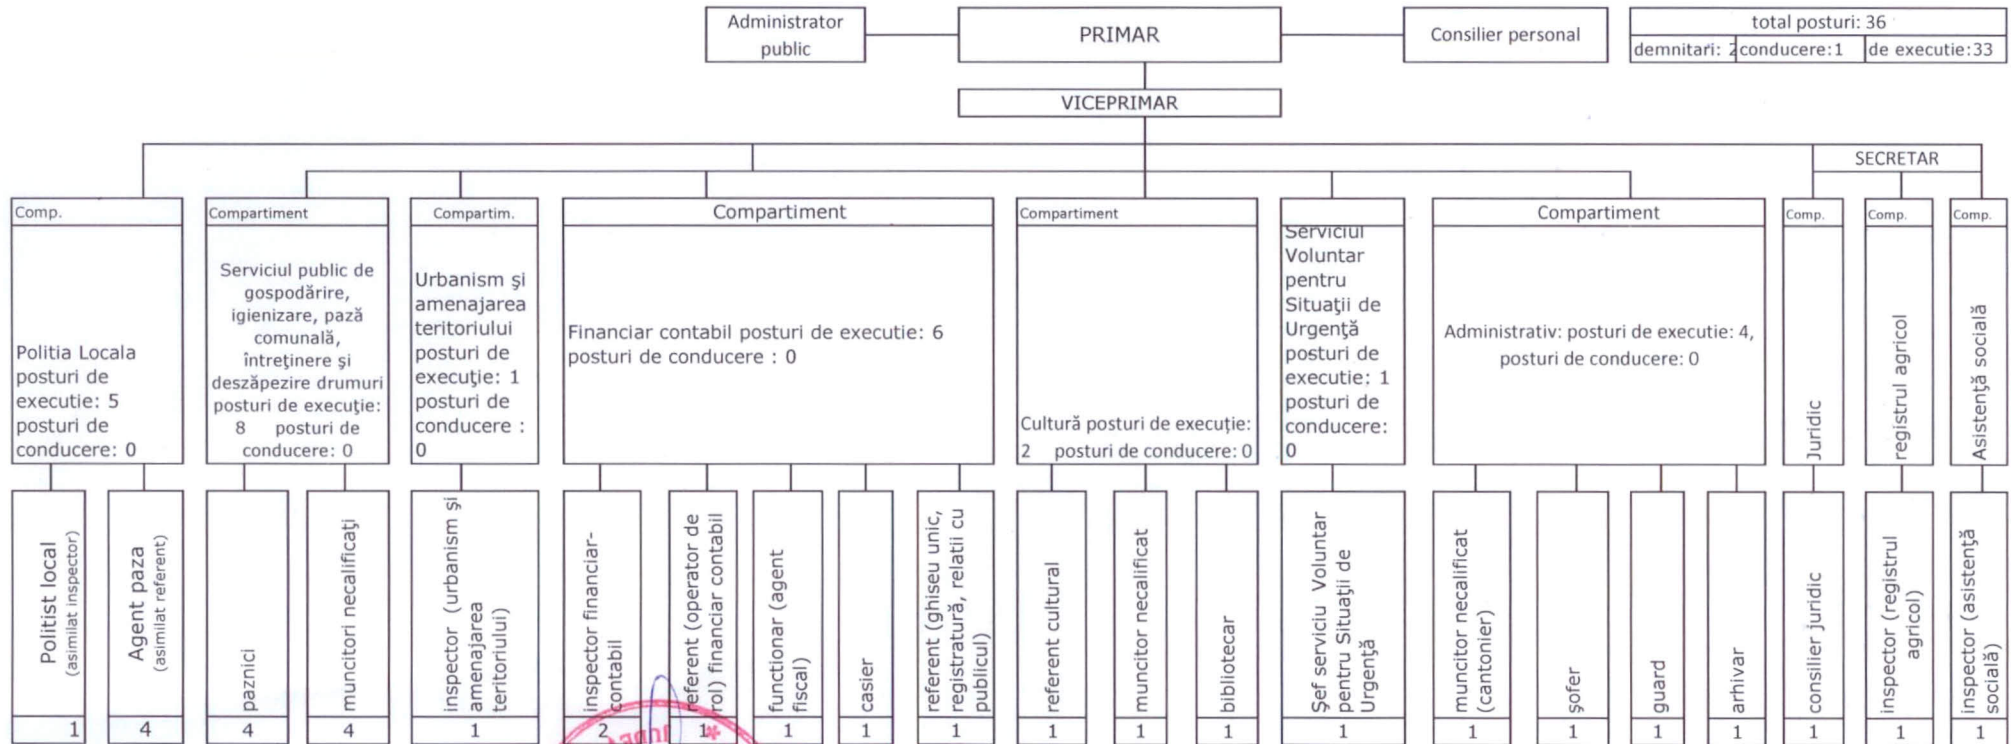 Administrator
public
PRIMAR
Consilier personal
total posturi: 36
demnitari: 2 conducere:1 de executie:33
VICEPRIMAR
SECRETAR
Comp.
Politia Locala
posturi de
executie: 5
posturi de
conducere: 0
Compartiment
Serviciul public de
gospodărire,
igienizare, pază
comunală,
întreţinere şi
deszăpezire drumuri
posturi de execuţie:
8 posturi de
conducere: 0
Compartim.
Urbanism şi
amenajarea
teritoriului
posturi de
execuţie: 1
posturi de
conducere :
0
Compartiment
Financiar contabil posturi de executie: 6
posturi de conducere : 0
Compartiment
Cultură posturi de execuție:
2 posturi de conducere: 0
Serviciul
Voluntar
pentru
Situaţii de
Urgenţă
posturi de
executie: 1
posturi de
conducere:
0
Compartiment
Administrativ: posturi de executie: 4,
posturi de conducere: 0
Comp.
Juridic
Comp.
registrul agricol
Comp.
Asistenţă socială
Politist local
(asimilat inspector)
1
Agent paza
(asimilat referent)
4
paznici
4
muncitori necalificaţi
4
inspector (urbanism şi
amenajarea
teritoriului)
1
inspector financiar-
contabil
2
referent (operator de
rol) financiar contabil
1
functionar (agent
fiscal)
1
casier
1
referent (ghiseu unic,
registratură, relatii cu
publicul)
1
referent cultural
1
muncitor necalificat
1
bibliotecar
1
Şef serviciu Voluntar
pentru Situaţii de
Urgenţă
1
muncitor necalificat
(cantonier)
1
şofer
1
guard
1
arhivar
1
consilier juridic
1
inspector (registrul
agricol)
1
inspector (asistenţă
socială)
1